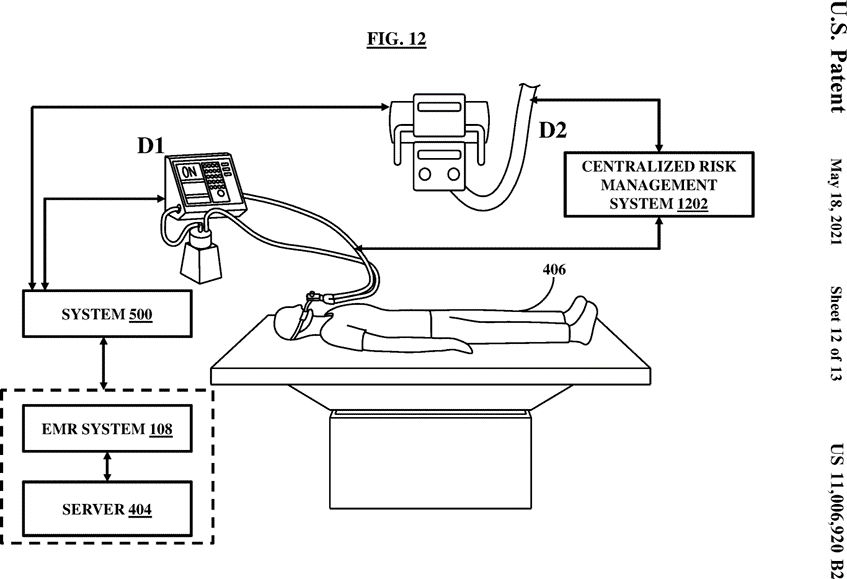 FIG. 12
D1
D2
ON
CENTRALIZED RISK
MANAGEMENT
SYSTEM 1202
406
SYSTEM 500
EMR SYSTEM 108
SERVER 404
U.S. Patent
May 18, 2021
Sheet 12 of 13
US 11,006,920 B2